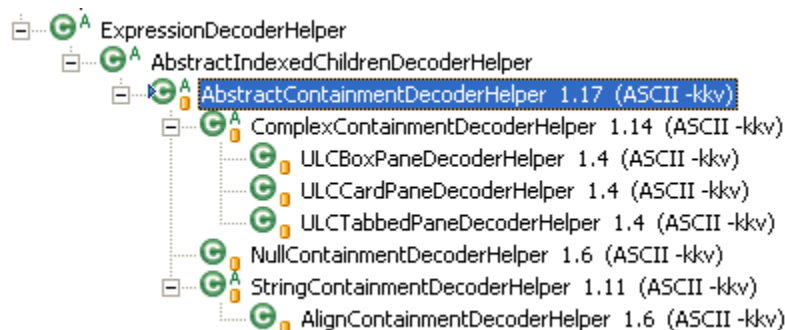 ExpressionDecoderHelper
AbstractIndexedChildrenDecoderHelper
AbstractContainmentDecoderHelper 1.17 (ASCII -kkv)
ComplexContainmentDecoderHelper 1.14 (ASCII -kkv)
ULCBoxPaneDecoderHelper 1.4 (ASCII -kkv)
ULCCardPaneDecoderHelper 1.4 (ASCII -kkv)
ULCTabbedPaneDecoderHelper 1.4 (ASCII -kkv)
NullContainmentDecoderHelper 1.6 (ASCII -kkv)
StringContainmentDecoderHelper 1.11 (ASCII -kkv)
AlignContainmentDecoderHelper 1.6 (ASCII -kkv)